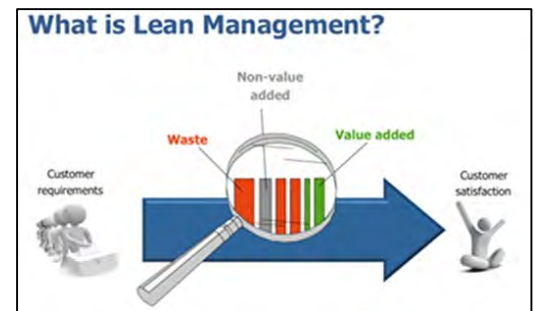 What is Lean Management?
Non-value
added
Waste
Value added
Customer
requirements
Customer
satisfaction